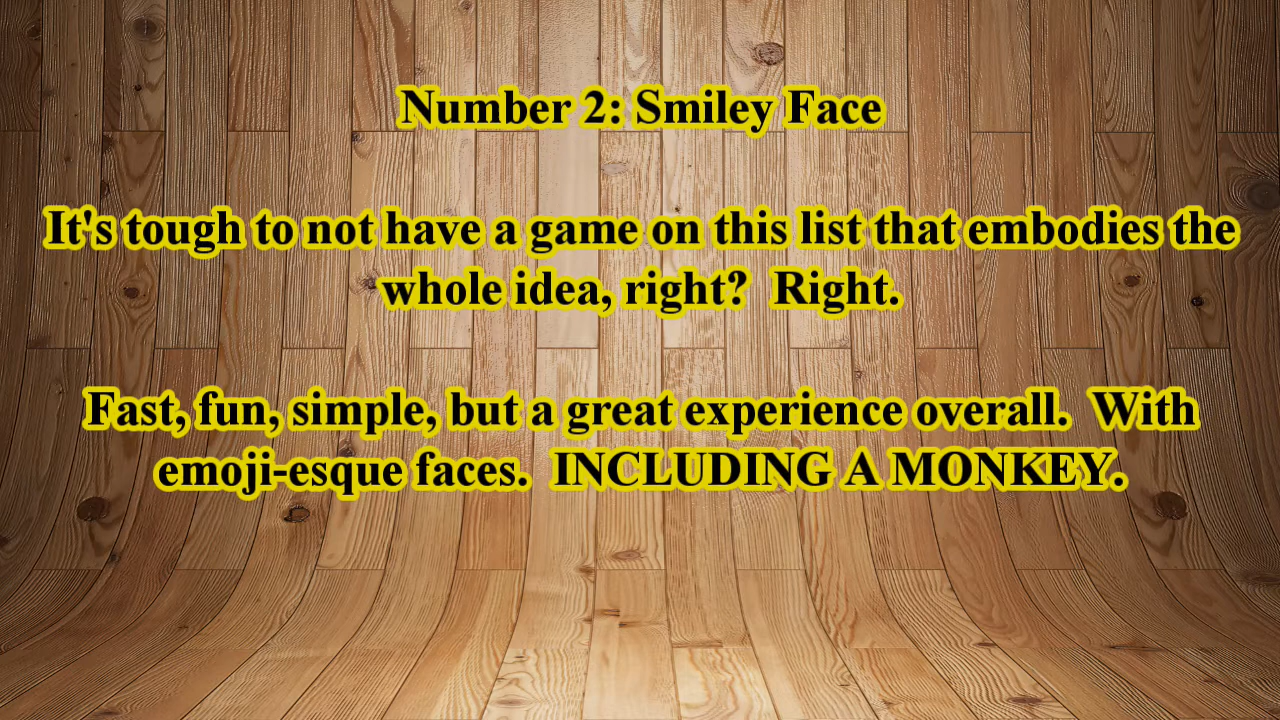 Number 2: Smiley Face
It's tough to not have a game on this list that embodies the
whole idea, right?  Right.
Fast, fun, simple, but a great experience overall.  With
emoji-esque faces.  INCLUDING A MONKEY.